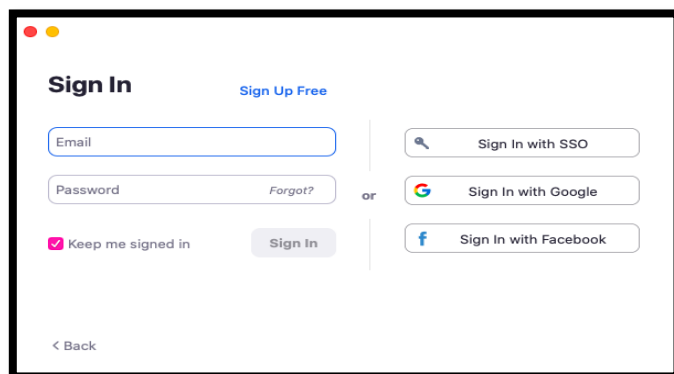 Sign In
Sign Up Free
Email
Password
Forgot?
Keep me signed in
Sign In
or
Sign In with SSO
Sign In with Google
Sign In with Facebook
< Back